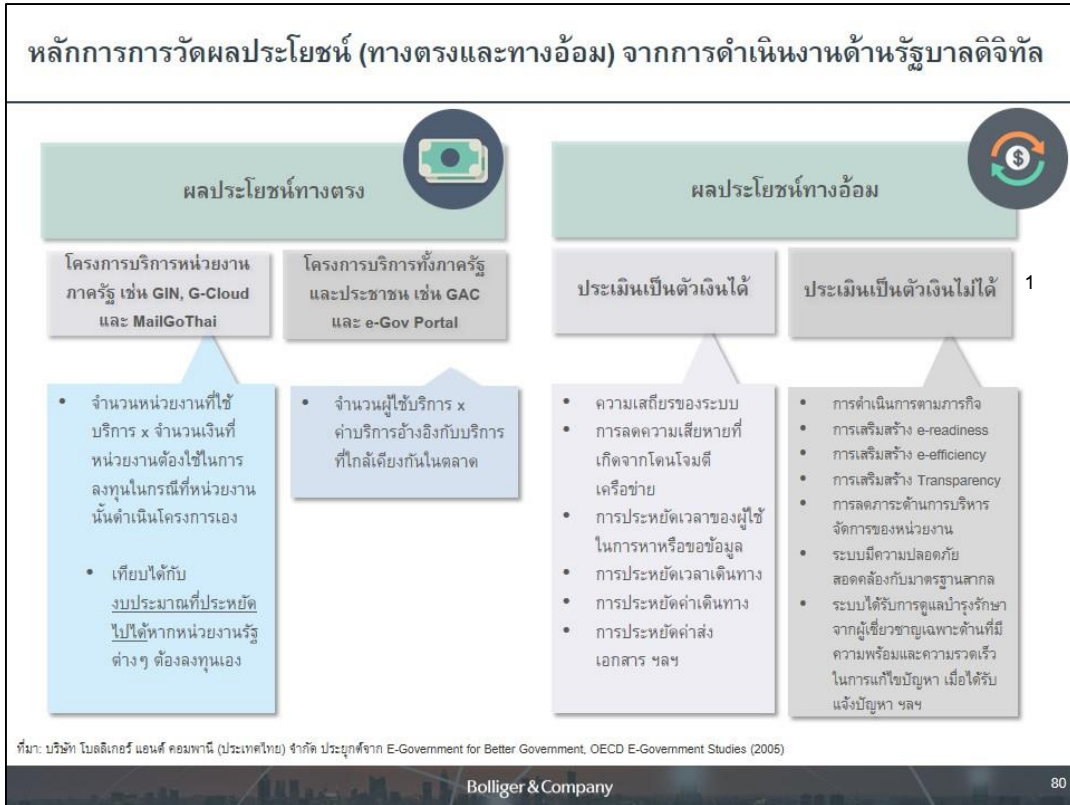 หลักการการวัดผลประโยชน์ (ทางตรงและทางอ้อม) จากการดำเนินงานด้านรัฐบาลดิจิทัล
ผลประโยชน์ทางตรง
โครงการบริการหน่วยงาน
ภาครัฐ เช่น GIN, G-Cloud
และ MailGoThai
โครงการบริการทั้งภาครัฐ
และประชาชน เช่น GAC
และ e-Gov Portal
• จำนวนหน่วยงานที่ใช้
บริการ x จำนวนเงินที่
หน่วยงานต้องใช้ในการ
ลงทุนในกรณีที่หน่วยงาน
นั้นดำเนินโครงการเอง
• เทียบได้กับ
งบประมาณที่ประหยัด
ไปได้หากหน่วยงานรัฐ
ต่างๆ ต้องลงทุนเอง
• จำนวนผู้ใช้บริการ x
ค่าบริการอ้างอิงกับบริการ
ที่ใกล้เคียงกันในตลาด
$
ผลประโยชน์ทางอ้อม
ประเมินเป็นตัวเงินได้
ประเมินเป็นตัวเงินไม่ได้
1
• ความเสถียรของระบบ
• การลดความเสียหายที่
เกิดจากโดนโจมตี
เครือข่าย
• การประหยัดเวลาของผู้ใช้
ในการหาหรือขอข้อมูล
• การประหยัดเวลาเดินทาง
• การประหยัดค่าเดินทาง
• การประหยัดค่าส่ง
เอกสาร ฯลฯ
• การดำเนินการตามภารกิจ
• การเสริมสร้าง e-readiness
• การเสริมสร้าง e-efficiency
• การเสริมสร้าง Transparency
• การลดภาระด้านการบริหาร
จัดการของหน่วยงาน
• ระบบมีความปลอดภัย
สอดคล้องกับมาตรฐานสากล
• ระบบได้รับการดูแลบำรุงรักษา
จากผู้เชี่ยวชาญเฉพาะด้านที่มี
ความพร้อมและความรวดเร็ว
ในการแก้ไขปัญหา เมื่อได้รับ
แจ้งปัญหา ฯลฯ
ที่มา: บริษัท โบลลิเกอร์ แอนด์ คอมพานี (ประเทศไทย) จำกัด ประยุกต์จาก E-Government for Better Government, OECD E-Government Studies (2005)
Bolliger & Company
80